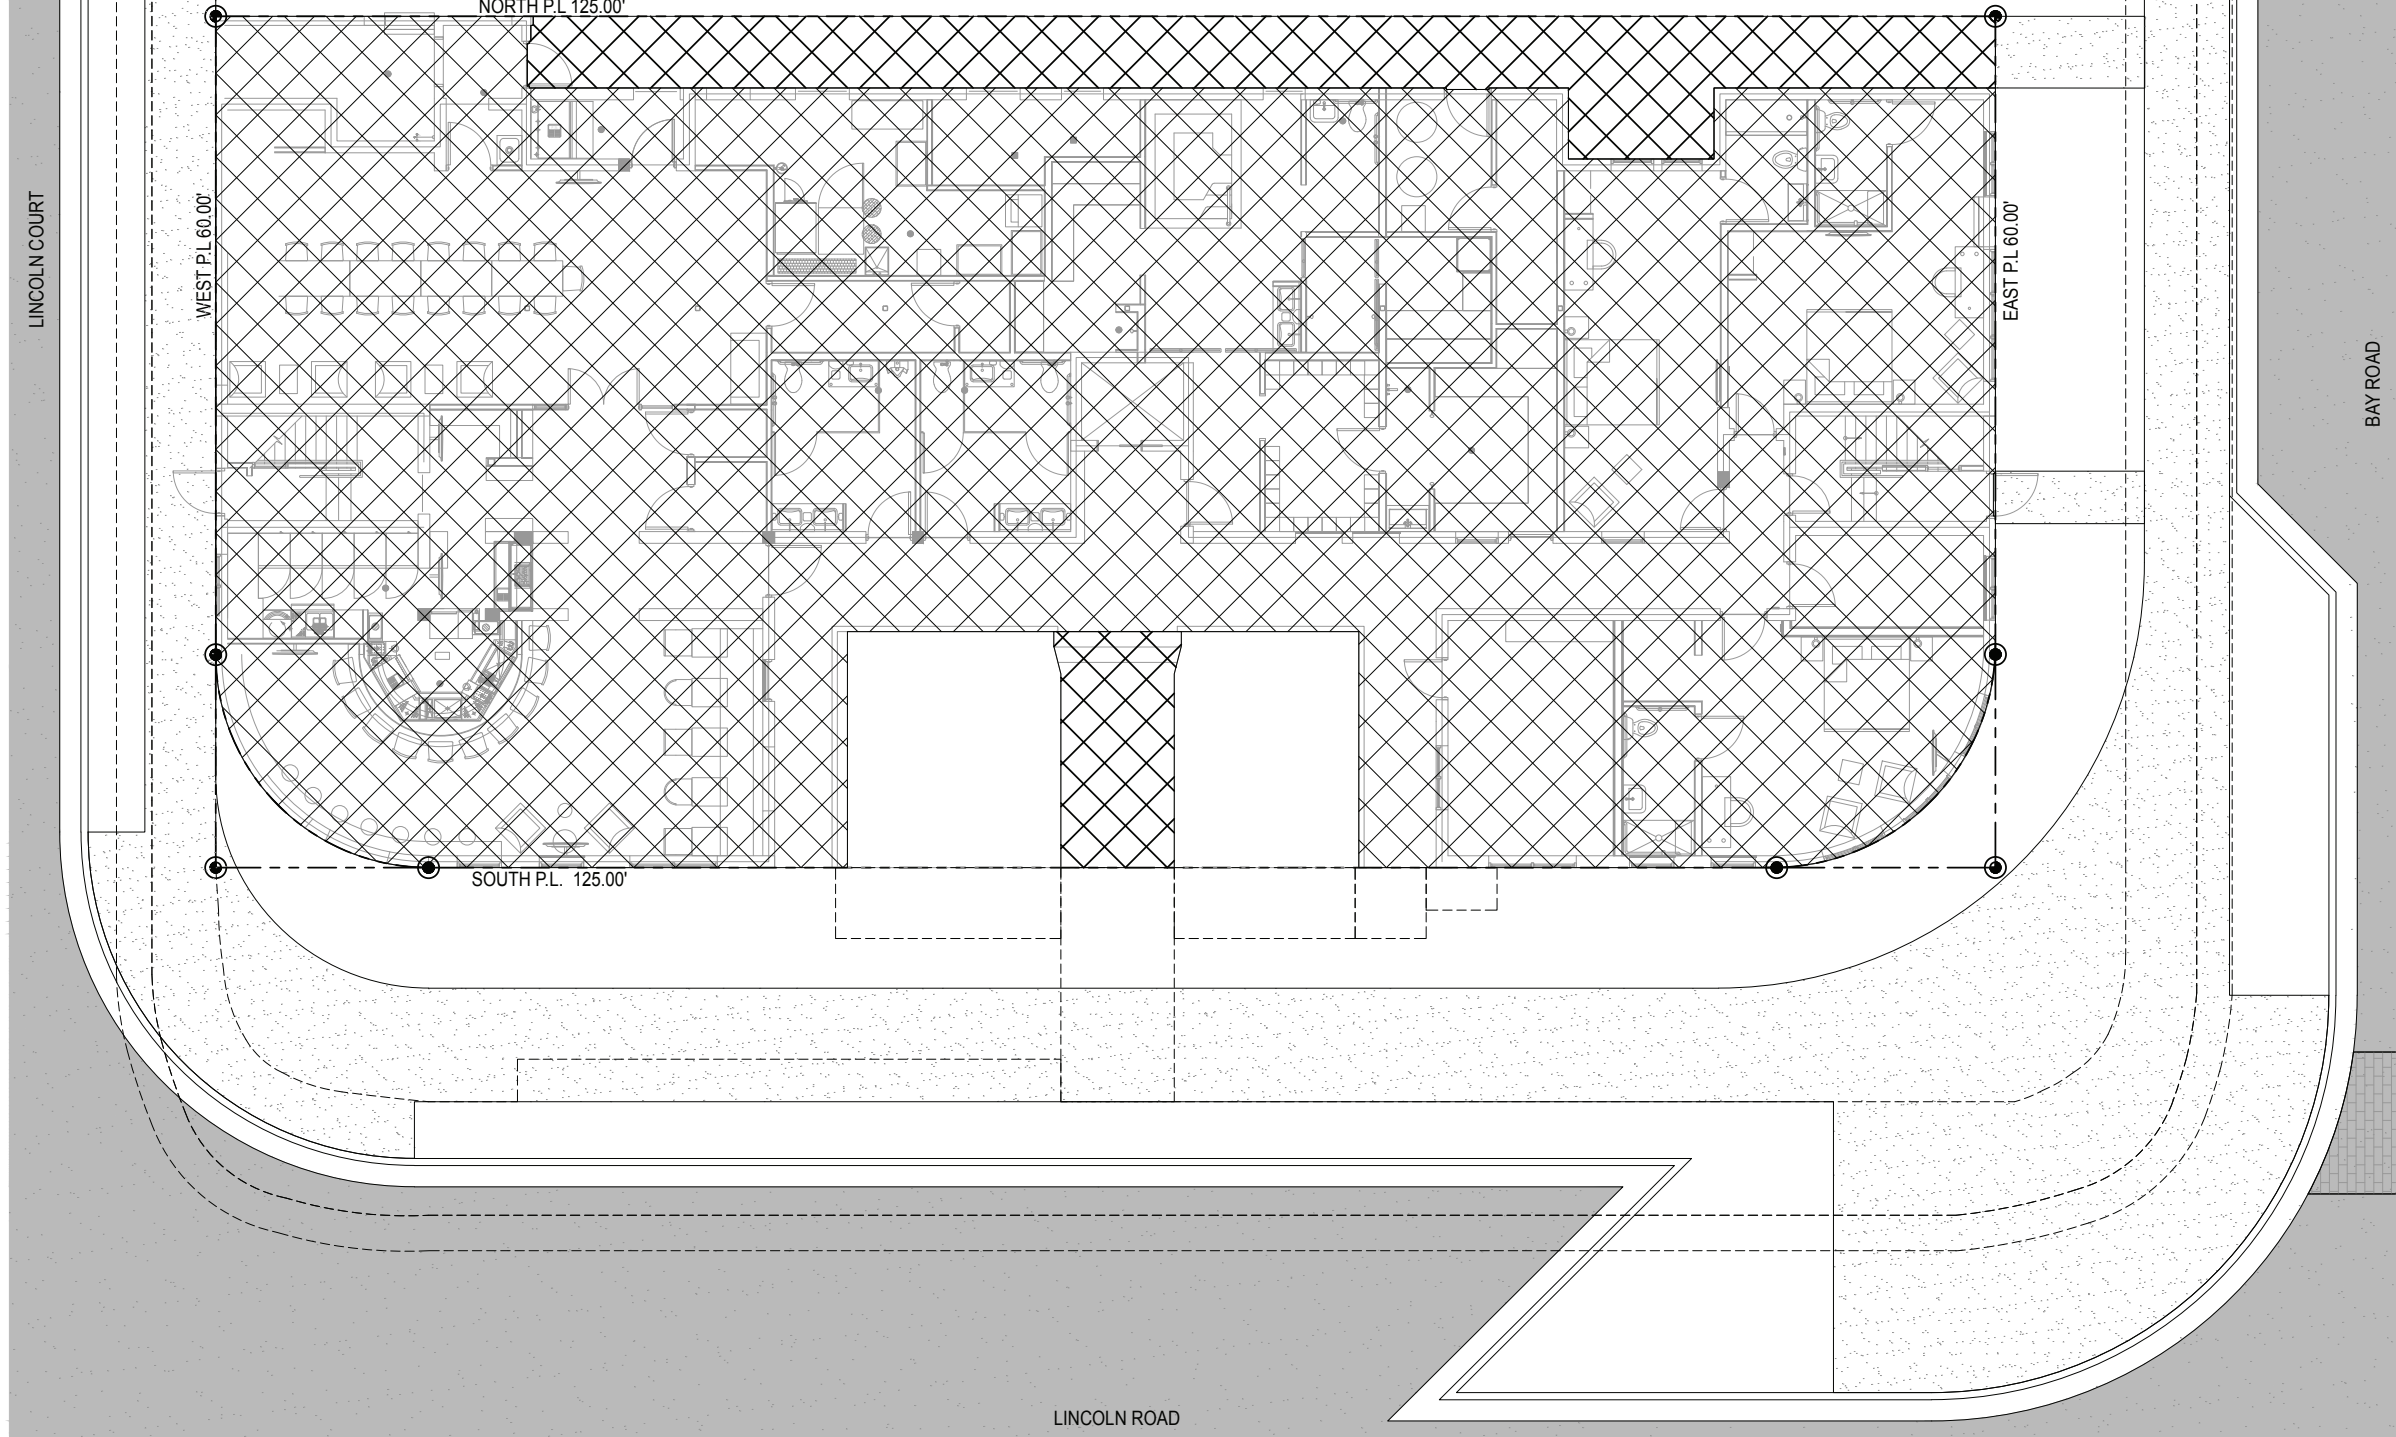 NORTH P.L 125.00'
LINCOLN COURT
WEST P.L 60.00'
EAST P.L 60.00'
BAY ROAD
SOUTH P.L. 125.00'
LINCOLN ROAD